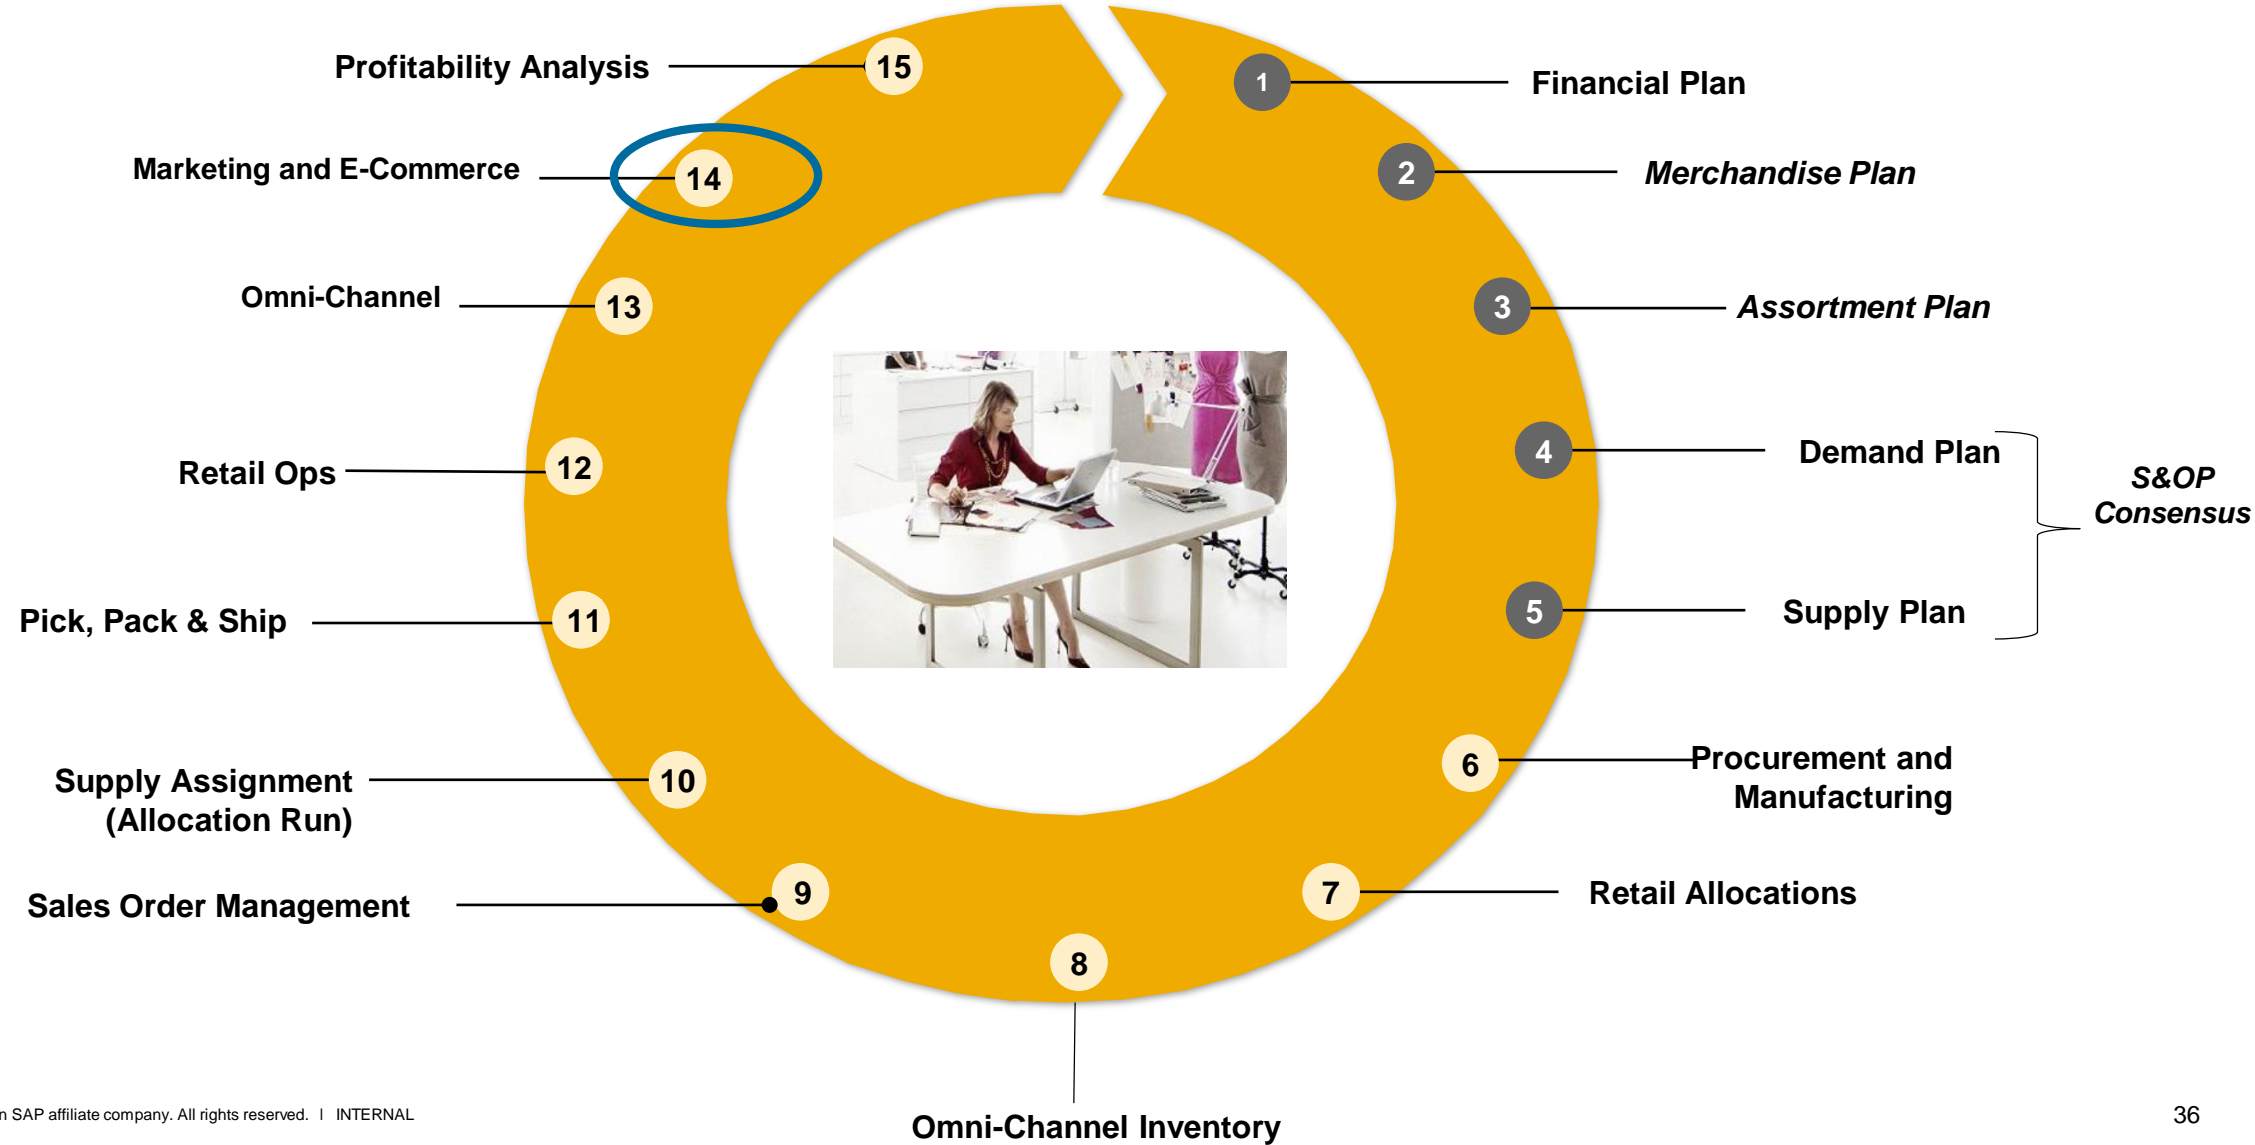 15
Profitability Analysis
1
Financial Plan
Marketing and E-Commerce
14
2
Merchandise Plan
Omni-Channel
13
3
Assortment Plan
Retail Ops
12
4
Demand Plan
S&OP
Consensus
Pick, Pack & Ship
11
5
Supply Plan
Supply Assignment
(Allocation Run)
10
6
Procurement and
Manufacturing
Sales Order Management
9
7
Retail Allocations
8
Omni-Channel Inventory
n SAP affiliate company. All rights reserved. | INTERNAL
36